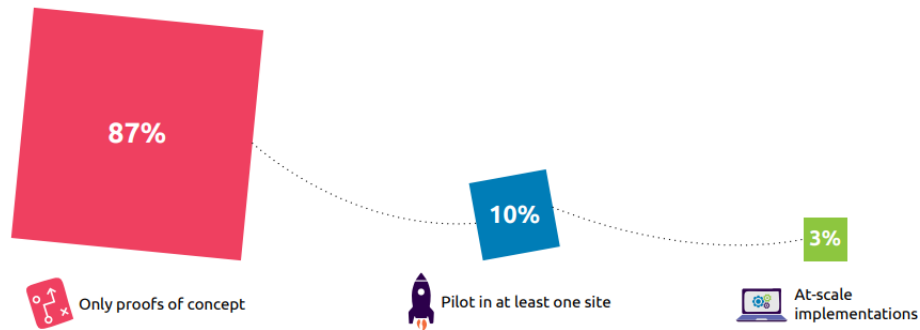 87%
10%
3%
Only proofs of concept
Pilot in at least one site
At-scale
implementations